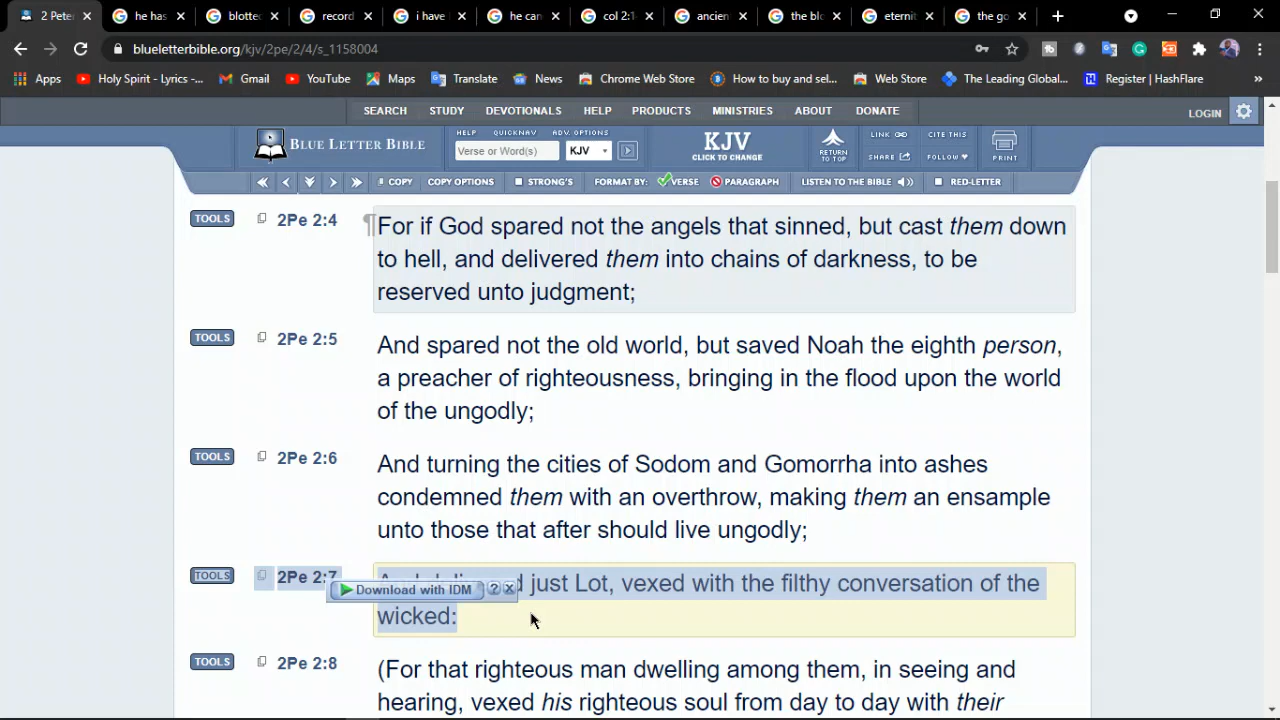 2 Peter
he has
blotted
record
i have
he can
col 2:1
ancien
the blo
eternit
the go
blueletterbible.org/kjv/2pe/2/4/s_1158004
Apps
Holy Spirit - Lyrics -...
Gmail
YouTube
Maps
Translate
News
Chrome Web Store
How to buy and sel...
Web Store
The Leading Global...
Register | HashFlare
»
SEARCH STUDY DEVOTIONALS HELP PRODUCTS MINISTRIES ABOUT DONATE LOGIN
BLUE LETTER BIBLE
HELP QUICKNAV ADV. OPTIONS
Verse or Word(s) KJV
KJV
CLICK TO CHANGE
RETURN
TO TOP
LINK CITE THIS
SHARE FOLLOW
PRINT
COPY COPY OPTIONS STRONG'S FORMAT BY: VERSE PARAGRAPH LISTEN TO THE BIBLE RED-LETTER
TOOLS 2Pe 2:4 ¶For if God spared not the angels that sinned, but cast them down
to hell, and delivered them into chains of darkness, to be
reserved unto judgment;
TOOLS 2Pe 2:5 And spared not the old world, but saved Noah the eighth person,
a preacher of righteousness, bringing in the flood upon the world
of the ungodly;
TOOLS 2Pe 2:6 And turning the cities of Sodom and Gomorrha into ashes
condemned them with an overthrow, making them an ensample
unto those that after should live ungodly;
TOOLS 2Pe 2:7 just Lot, vexed with the filthy conversation of the
Download with IDM ?
wicked:
TOOLS 2Pe 2:8 (For that righteous man dwelling among them, in seeing and
hearing, vexed his righteous soul from day to day with their